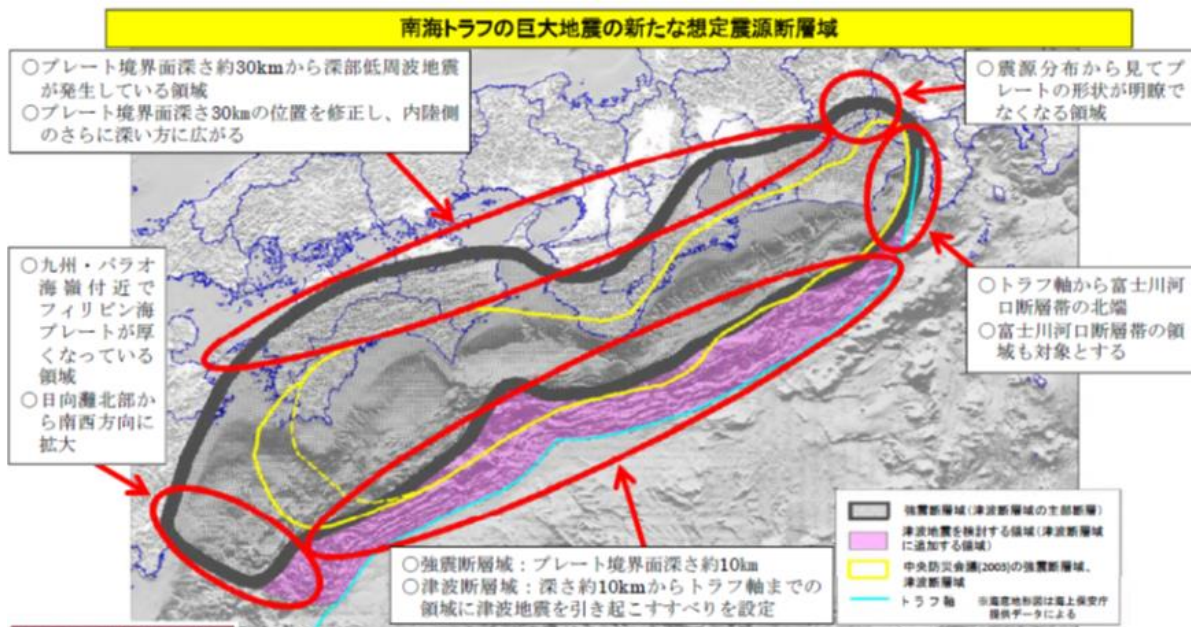 南海トラフの巨大地震の新たな想定震源断層域
○プレート境界面深さ約30kmから深部低周波地震
が発生している領域
○プレート境界面深さ30㎞の位置を修正し、内陸側
のさらに深い方に広がる
○震源分布から見てプ
レートの形状が明瞭で
なくなる領域
○九州・パラオ
海嶺付近で
フィリピン海
プレートが厚
くなっている
領域
○日向灘北部か
ら南西方向に
拡大
○トラフ軸から富士川河
口断層帯の北端
○富士川河口断層帯の領
域も対象とする
○強震断層域：プレート境界面深さ約10㎞
○津波断層域：深さ約10kmからトラフ軸までの
領域に津波地震を引き起こすすべりを設定
強震断層域(津波断層域の主部断層)
津波地震を検討する領域(津波断層域
に追加する領域)
中央防災会議(2003)の強震断層域、
津波断層域
トラフ軸 ※海底地形図は海上保安庁
提供データによる